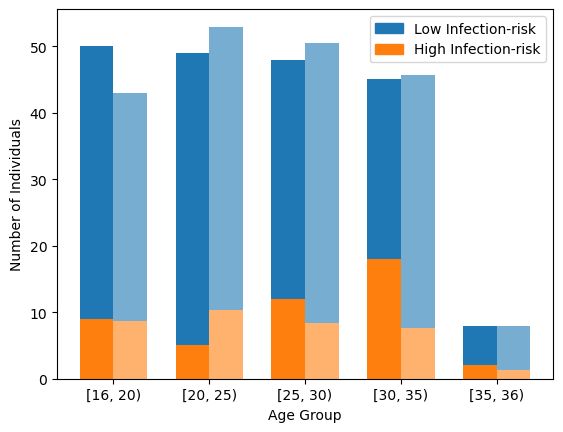 Low Infection-risk
High Infection-risk
Number of Individuals
50
40
30
20
10
0
[16, 20)
[20, 25)
[25, 30)
[30, 35)
[35, 36)
Age Group